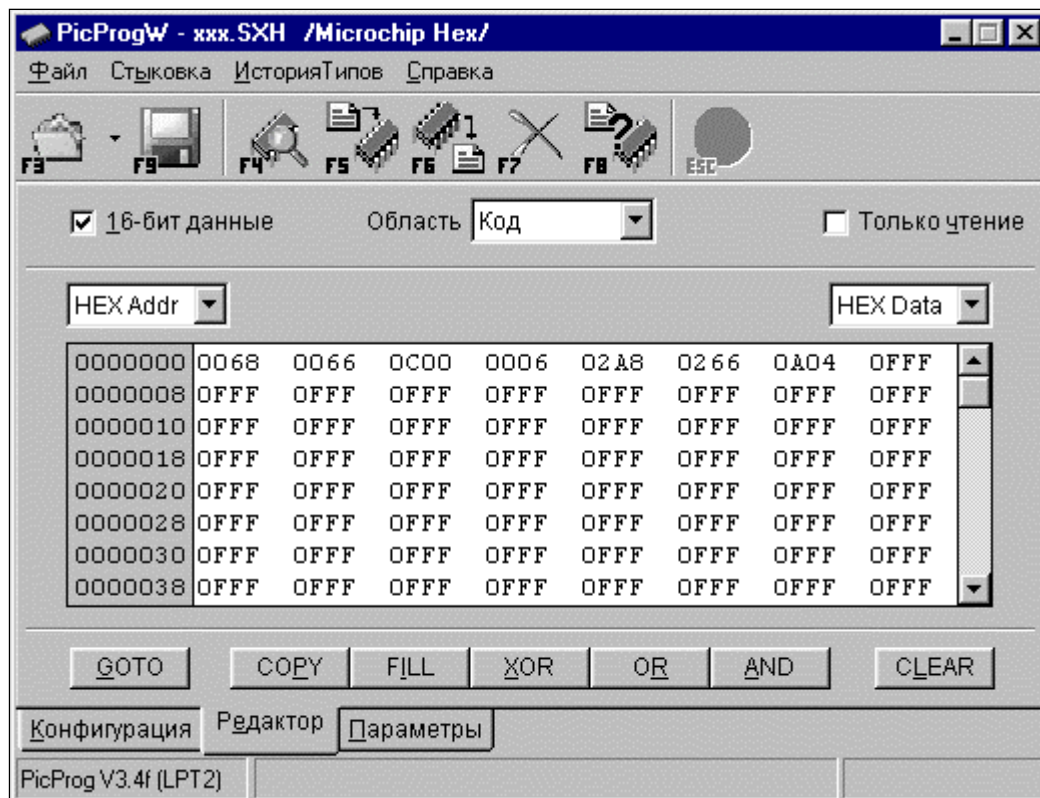 PicProgW - xxx.SXH /Microchip Hex/
Файл Стыковка ИсторияТипов Справка
F3 F9 F4 F5 F6 F7 F8 ESC
16-бит данные Область Код Только чтение
HEX Addr HEX Data
0000000 0068 0066 0C00 0006 02A8 0266 0A04 0FFF
0000008 0FFF 0FFF 0FFF 0FFF 0FFF 0FFF 0FFF 0FFF
0000010 0FFF 0FFF 0FFF 0FFF 0FFF 0FFF 0FFF 0FFF
0000018 0FFF 0FFF 0FFF 0FFF 0FFF 0FFF 0FFF 0FFF
0000020 0FFF 0FFF 0FFF 0FFF 0FFF 0FFF 0FFF 0FFF
0000028 0FFF 0FFF 0FFF 0FFF 0FFF 0FFF 0FFF 0FFF
0000030 0FFF 0FFF 0FFF 0FFF 0FFF 0FFF 0FFF 0FFF
0000038 0FFF 0FFF 0FFF 0FFF 0FFF 0FFF 0FFF 0FFF
GOTO COPY FILL XOR OR AND CLEAR
Конфигурация Редактор Параметры
PicProg V3.4f (LPT2)